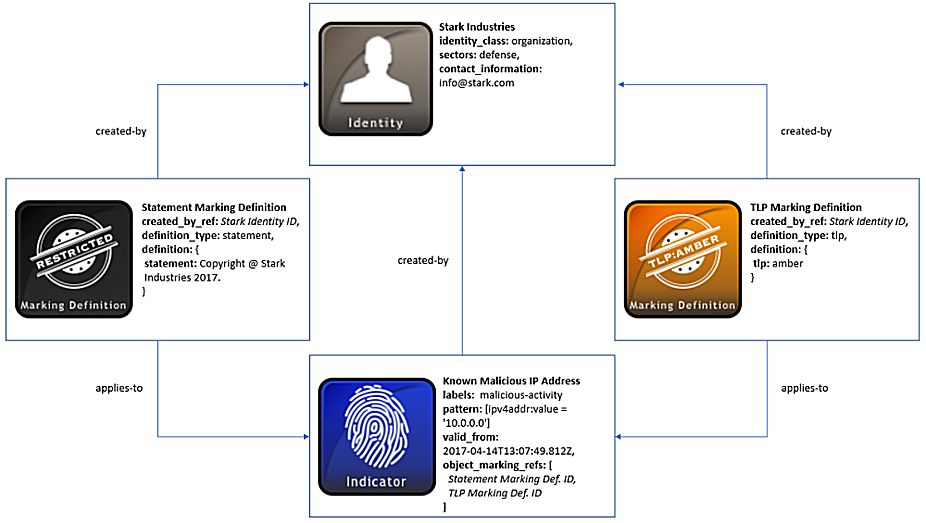 Stark Industries
identity_class: organization,
sectors: defense,
contact_information:
info@stark.com
Identity
created-by
created-by
Statement Marking Definition
created_by_ref: Stark Identity ID,
definition_type: statement,
definition: {
statement: Copyright @ Stark
Industries 2017.
}
RESTRICTED
Marking Definition
created-by
TLP Marking Definition
created_by_ref: Stark Identity ID,
definition_type: tlp,
definition: {
tlp: amber
}
TLP:AMBER
Marking Definition
applies-to
applies-to
Known Malicious IP Address
labels: malicious-activity
pattern: [ipv4addr:value =
'10.0.0.0']
valid_from:
2017-04-14T13:07:49.812Z,
object_marking_refs: [
Statement Marking Def. ID,
TLP Marking Def. ID
]
Indicator